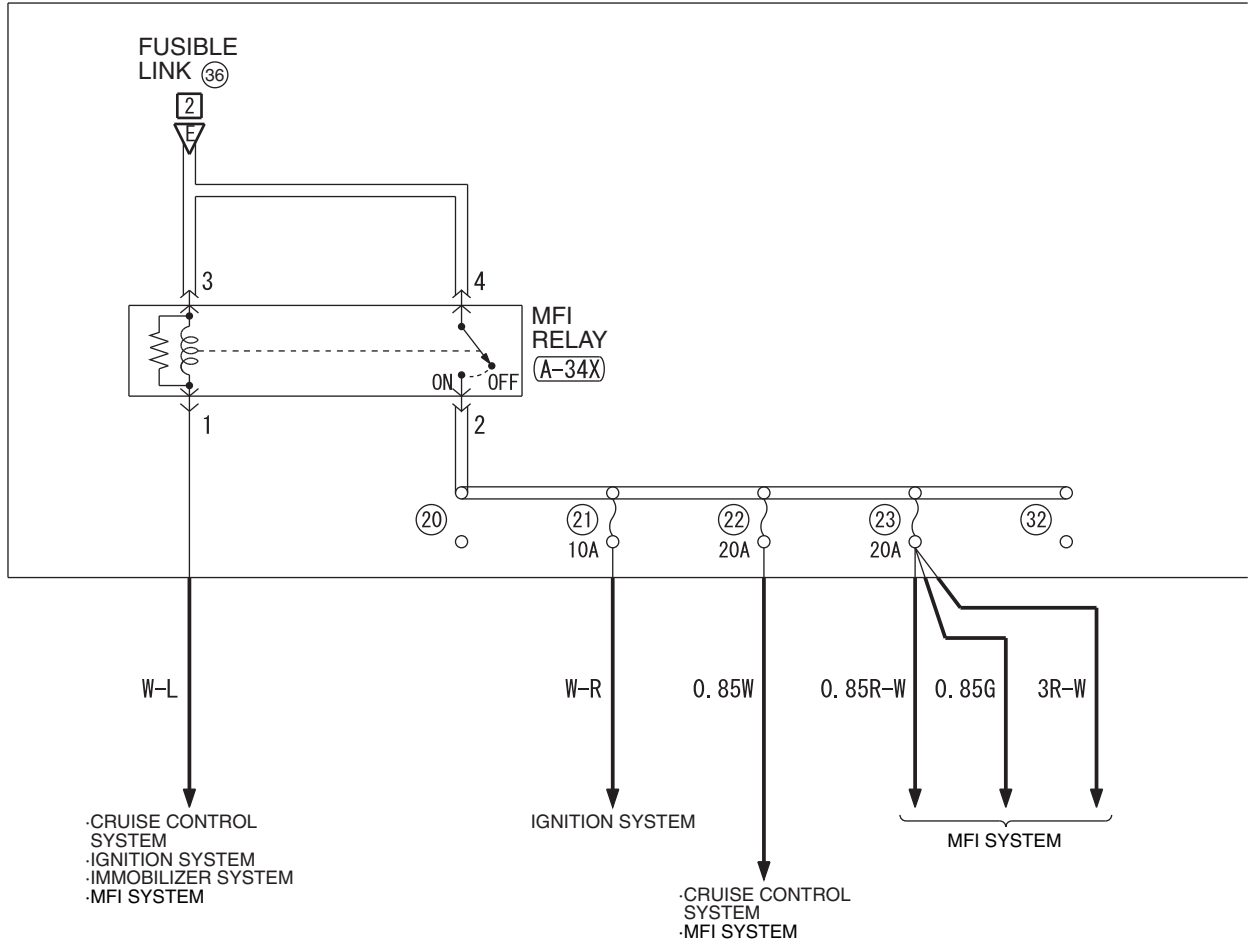 FUSIBLE
LINK 36
2
E
3
4
MFI
RELAY
A-34X
ON
OFF
1
2
20
21
10A
22
20A
23
20A
32
W-L
W-R
0.85W
0.85R-W
0.85G
3R-W
·CRUISE CONTROL
SYSTEM
·IGNITION SYSTEM
·IMMOBILIZER SYSTEM
·MFI SYSTEM
IGNITION SYSTEM
·CRUISE CONTROL
SYSTEM
·MFI SYSTEM
MFI SYSTEM